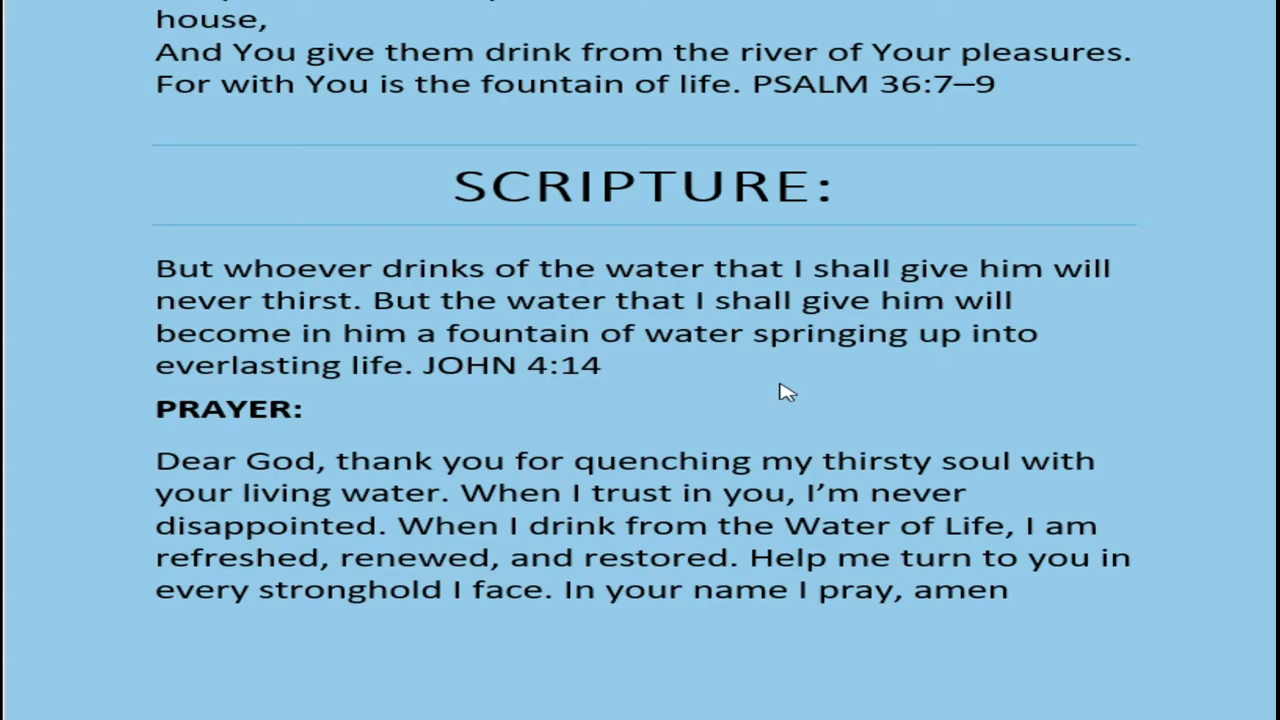 house,
And You give them drink from the river of Your pleasures.
For with You is the fountain of life. PSALM 36:7–9
SCRIPTURE:
But whoever drinks of the water that I shall give him will
never thirst. But the water that I shall give him will
become in him a fountain of water springing up into
everlasting life. JOHN 4:14
PRAYER:
Dear God, thank you for quenching my thirsty soul with
your living water. When I trust in you, I’m never
disappointed. When I drink from the Water of Life, I am
refreshed, renewed, and restored. Help me turn to you in
every stronghold I face. In your name I pray, amen